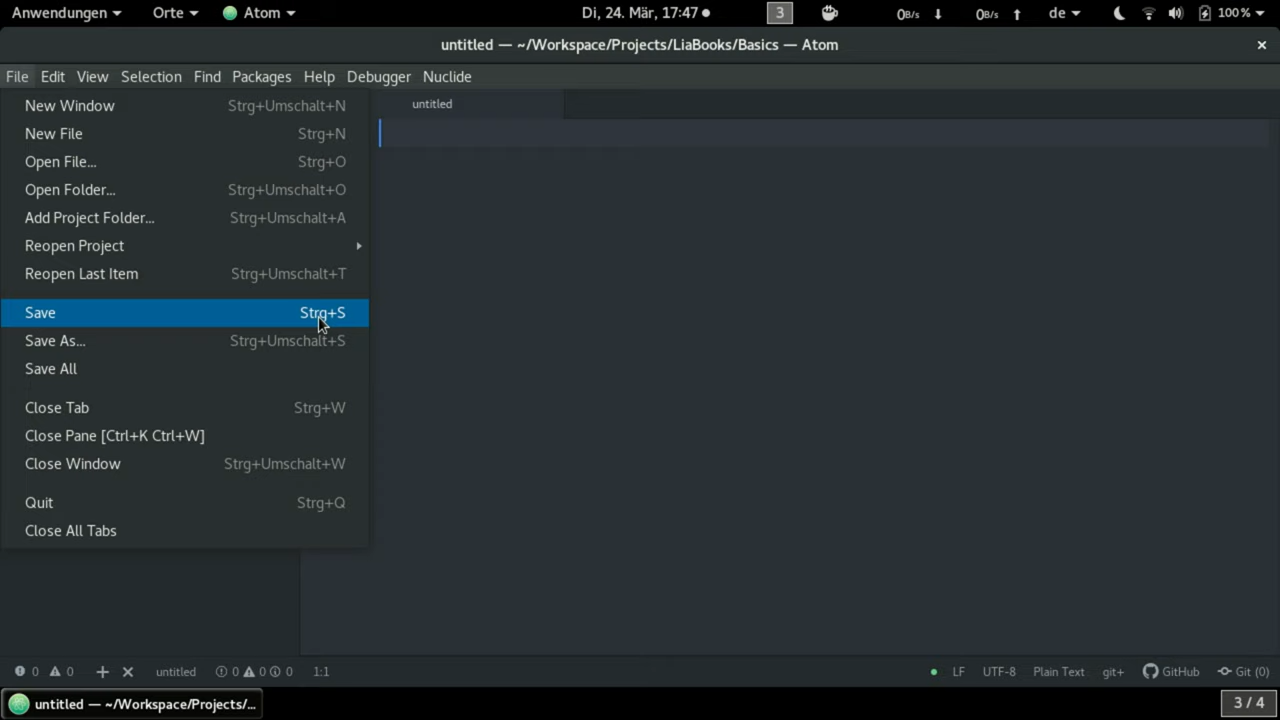 Anwendungen Orte Atom Di, 24. Mär, 17:47 3 0B/s 0B/s de 100%
untitled — ~/Workspace/Projects/LiaBooks/Basics — Atom ×
File Edit View Selection Find Packages Help Debugger Nuclide
New Window Strg+Umschalt+N
untitled
New File Strg+N
Open File... Strg+O
Open Folder... Strg+Umschalt+O
Add Project Folder... Strg+Umschalt+A
Reopen Project
Reopen Last Item Strg+Umschalt+T
Save Strg+S
Save As... Strg+Umschalt+S
Save All
Close Tab Strg+W
Close Pane [Ctrl+K Ctrl+W]
Close Window Strg+Umschalt+W
Quit Strg+Q
Close All Tabs
0 0 untitled 0 0 0 1:1 LF UTF-8 Plain Text git+ GitHub Git (0)
untitled — ~/Workspace/Projects/... 3 / 4